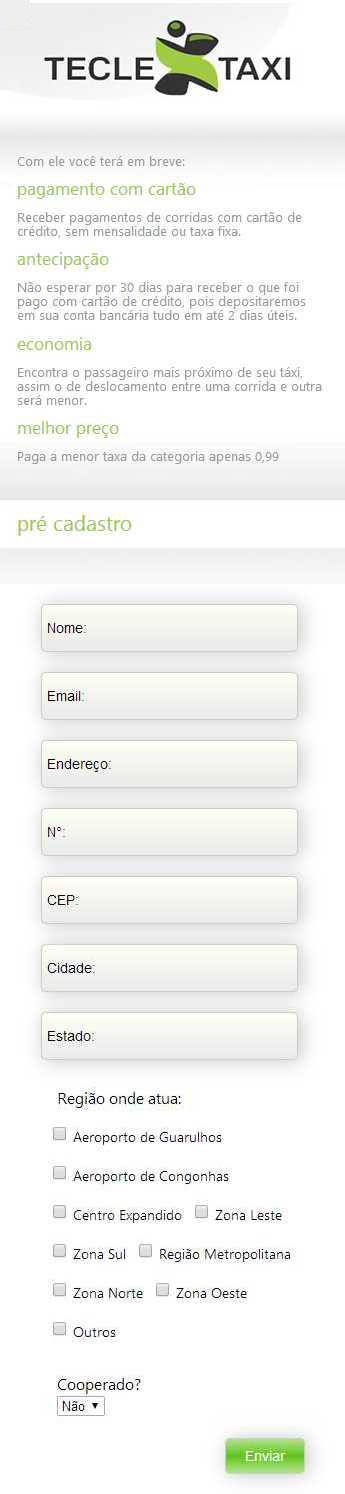 TECLE TAXI
Com ele você terá em breve:
pagamento com cartão
Receber pagamentos de corridas com cartão de
crédito, sem mensalidade ou taxa fixa.
antecipação
Não esperar por 30 dias para receber o que foi
pago com cartão de crédito, pois depositaremos
em sua conta bancária tudo em até 2 dias úteis.
economia
Encontra o passageiro mais próximo de seu táxi,
assim o de deslocamento entre uma corrida e outra
será menor.
melhor preço
Paga a menor taxa da categoria apenas 0,99
pré cadastro
Nome:
Email:
Endereço:
N°:
CEP:
Cidade:
Estado:
Região onde atua:
Aeroporto de Guarulhos
Aeroporto de Congonhas
Centro Expandido Zona Leste
Zona Sul Região Metropolitana
Zona Norte Zona Oeste
Outros
Cooperado?
Não
Enviar